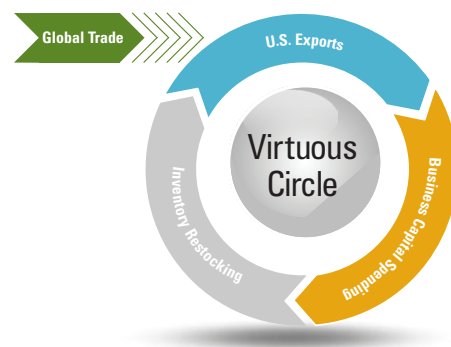 Global Trade
U.S. Exports
Virtuous
Circle
Business Capital Spending
Inventory Restocking